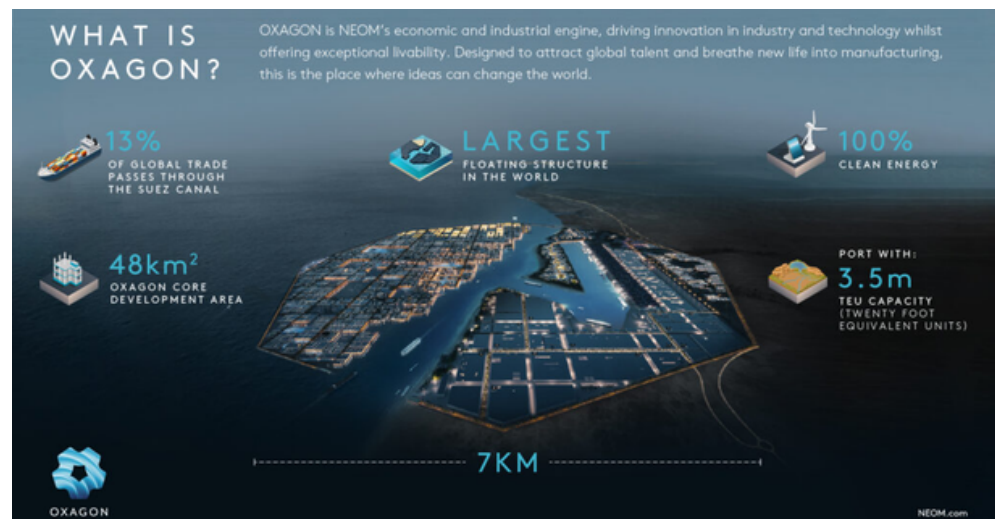 WHAT IS
OXAGON?
OXAGON is NEOM's economic and industrial engine, driving innovation in industry and technology whilst
offering exceptional livability. Designed to attract global talent and breathe new life into manufacturing,
this is the place where ideas can change the world.
13%
OF GLOBAL TRADE
PASSES THROUGH
THE SUEZ CANAL
LARGEST
FLOATING STRUCTURE
IN THE WORLD
100%
CLEAN ENERGY
48km²
OXAGON CORE
DEVELOPMENT AREA
PORT WITH:
3.5m
TEU CAPACITY
(TWENTY FOOT
EQUIVALENT UNITS)
7KM
OXAGON
NEOM.com